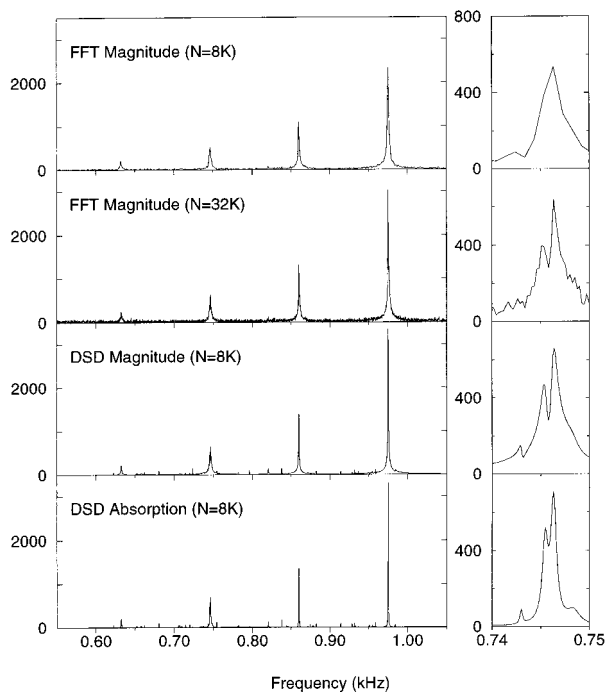 800
FFT Magnitude (N=8K)
2000
400
0
0
FFT Magnitude (N=32K)
2000
400
0
0
DSD Magnitude (N=8K)
2000
400
0
0
DSD Absorption (N=8K)
2000
400
0
0
0.60 0.70 0.80 0.90 1.00 0.74 0.75
Frequency (kHz)